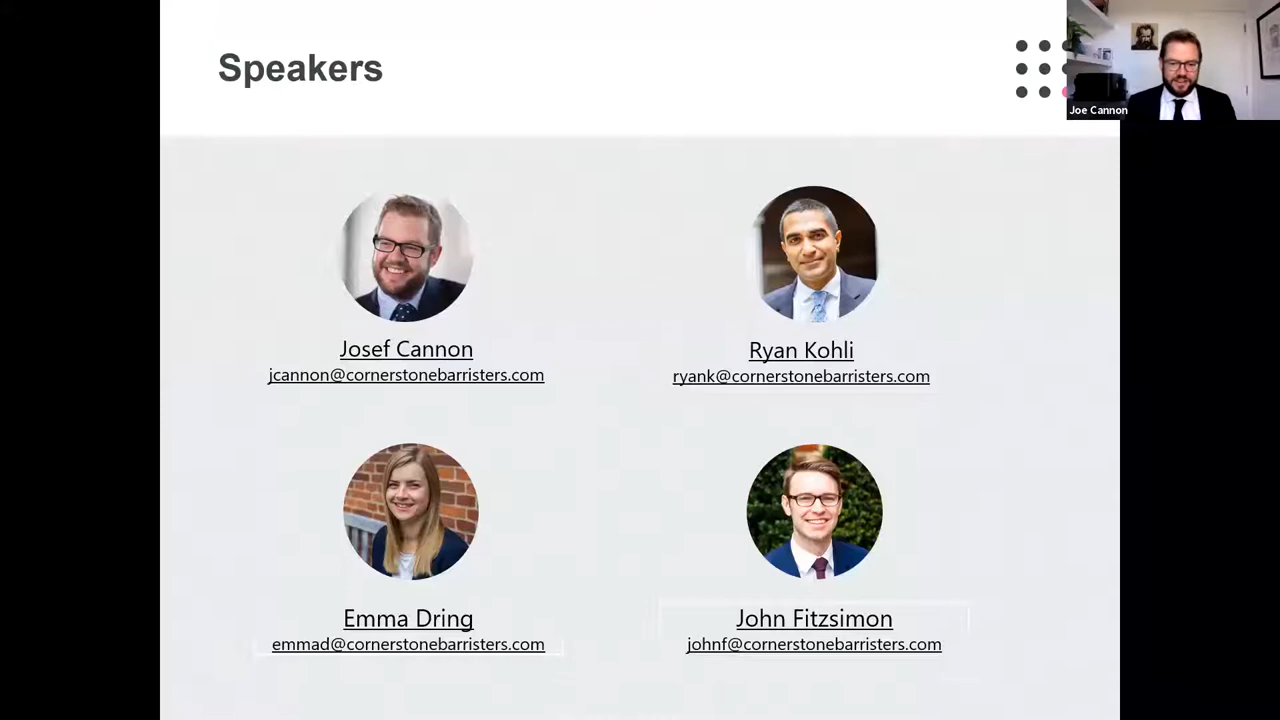 Speakers
Joe Cannon
Josef Cannon
jcannon@cornerstonebarristers.com
Ryan Kohli
ryank@cornerstonebarristers.com
Emma Dring
emmad@cornerstonebarristers.com
John Fitzsimon
johnf@cornerstonebarristers.com